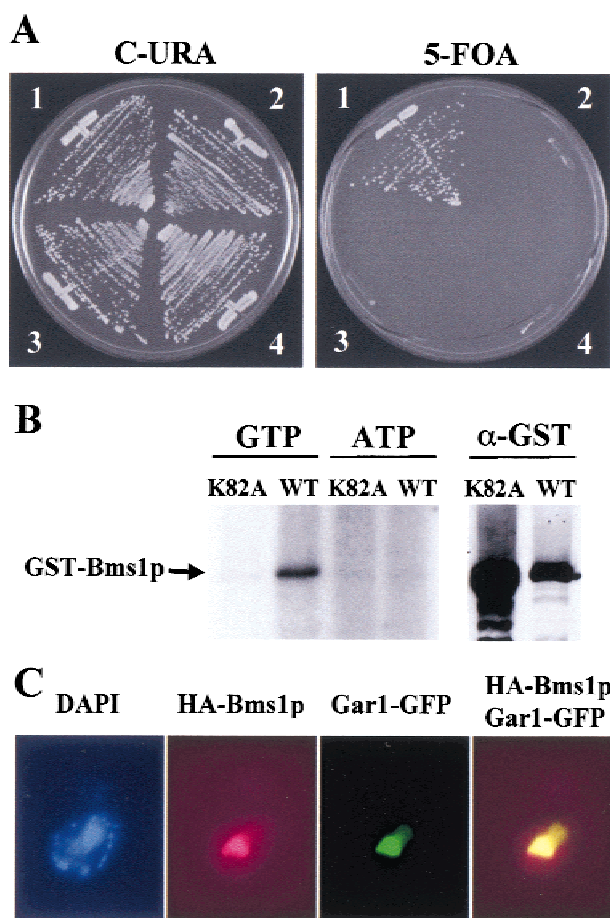 A
C-URA 5-FOA
1 2 1 2
3 4 3 4
B
GTP ATP α-GST
K82A WT K82A WT K82A WT
GST-Bms1p
C
DAPI HA-Bms1p Gar1-GFP HA-Bms1p
Gar1-GFP